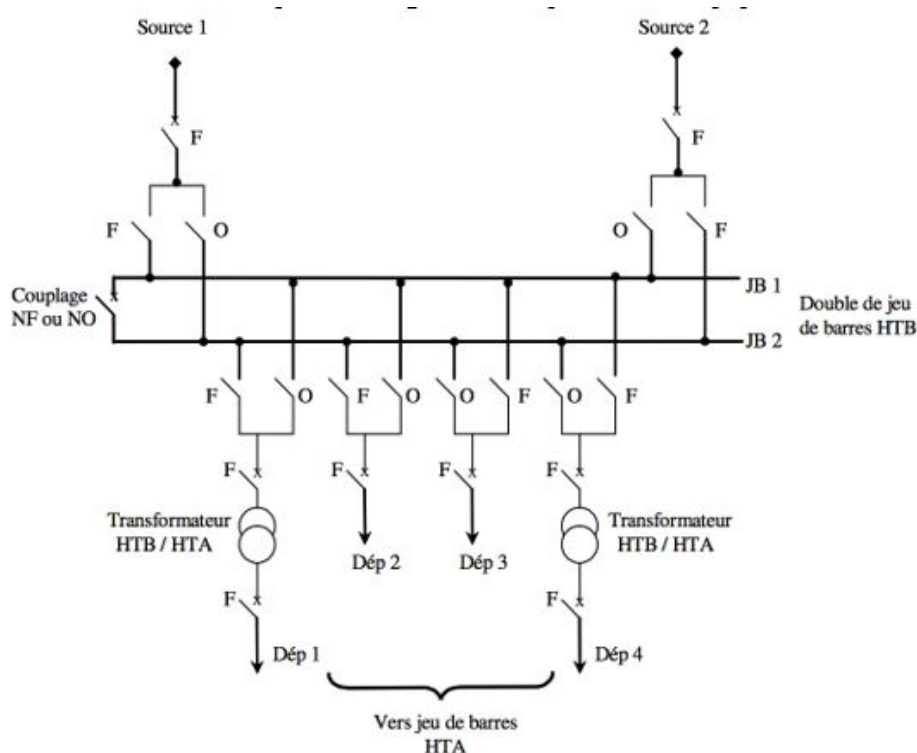 Source 1
Source 2
F
F
F
O
O
F
Couplage
NF ou NO
JB 1
JB 2
Double de jeu
de barres HTB
F
O
F
O
O
F
O
F
F
F
F
F
Transformateur
HTB / HTA
Transformateur
HTB / HTA
Dép 2
Dép 3
F
F
Dép 1
Dép 4
Vers jeu de barres
HTA